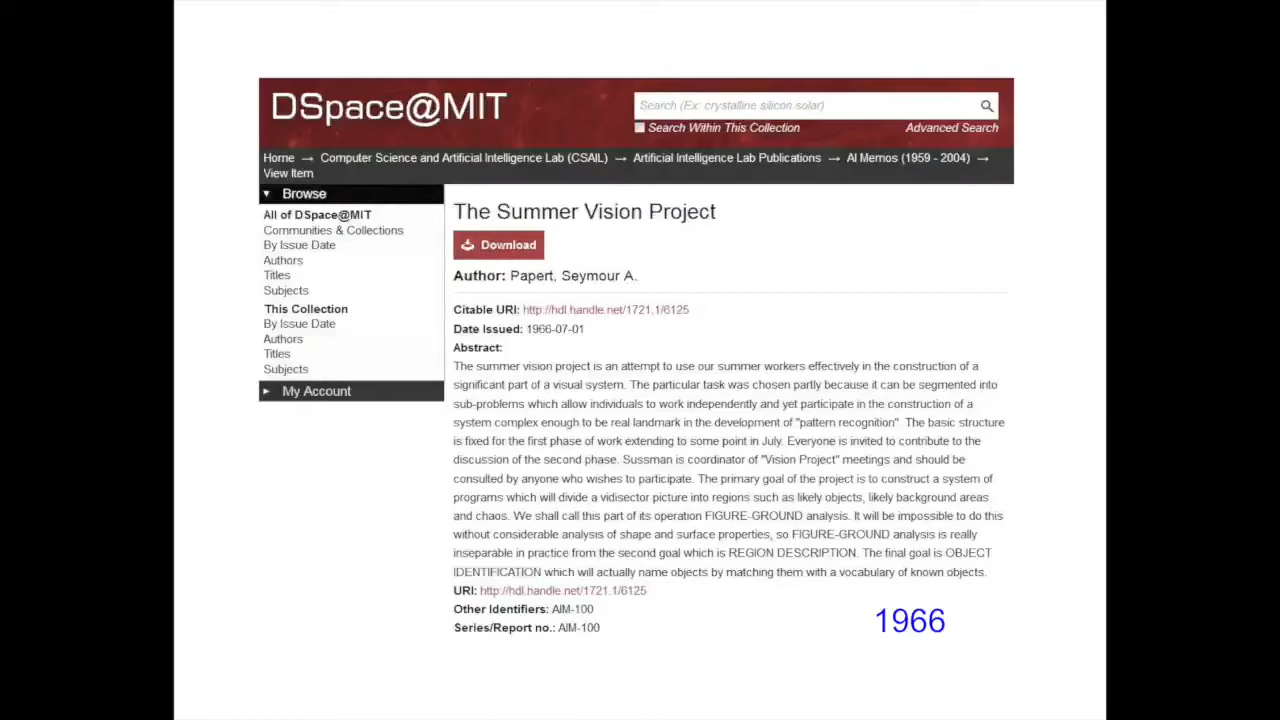 DSpace@MIT
Search (Ex: crystalline silicon solar)
Search Within This Collection
Advanced Search
Home → Computer Science and Artificial Intelligence Lab (CSAIL) → Artificial Intelligence Lab Publications → AI Memos (1959 - 2004) →
View Item
Browse
All of DSpace@MIT
Communities & Collections
By Issue Date
Authors
Titles
Subjects
This Collection
By Issue Date
Authors
Titles
Subjects
My Account
The Summer Vision Project
Download
Author: Papert, Seymour A.
Citable URI: http://hdl.handle.net/1721.1/6125
Date Issued: 1966-07-01
Abstract:
The summer vision project is an attempt to use our summer workers effectively in the construction of a
significant part of a visual system. The particular task was chosen partly because it can be segmented into
sub-problems which allow individuals to work independently and yet participate in the construction of a
system complex enough to be real landmark in the development of "pattern recognition" The basic structure
is fixed for the first phase of work extending to some point in July. Everyone is invited to contribute to the
discussion of the second phase. Sussman is coordinator of "Vision Project" meetings and should be
consulted by anyone who wishes to participate. The primary goal of the project is to construct a system of
programs which will divide a vidisector picture into regions such as likely objects, likely background areas
and chaos. We shall call this part of its operation FIGURE-GROUND analysis. It will be impossible to do this
without considerable analysis of shape and surface properties, so FIGURE-GROUND analysis is really
inseparable in practice from the second goal which is REGION DESCRIPTION. The final goal is OBJECT
IDENTIFICATION which will actually name objects by matching them with a vocabulary of known objects.
URI: http://hdl.handle.net/1721.1/6125
Other Identifiers: AIM-100
Series/Report no.: AIM-100
1966